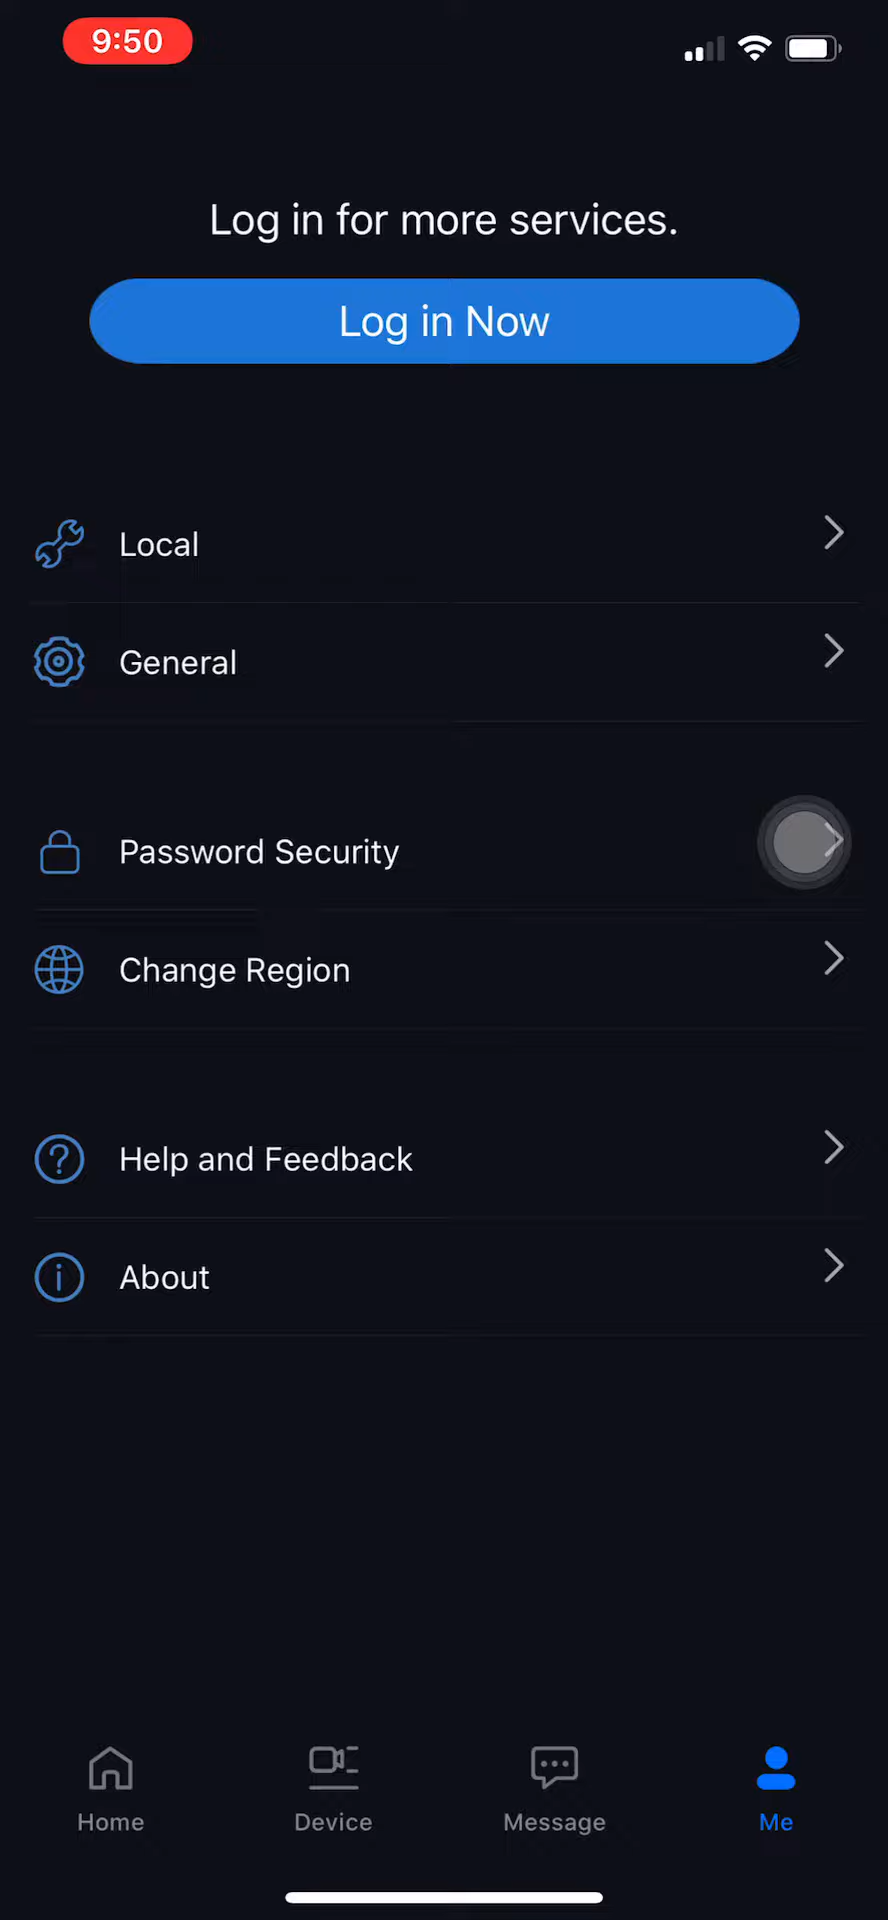 9:50
Log in for more services.
Log in Now
Local
General
Password Security
Change Region
Help and Feedback
About
Home
Device
Message
Me